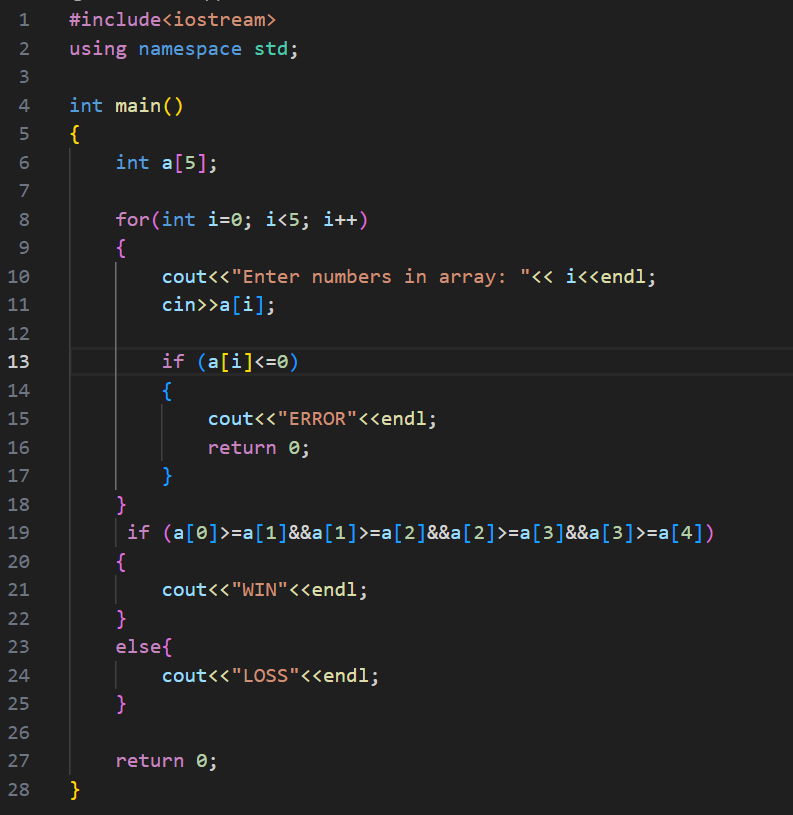 1 #include<iostream>
2 using namespace std;
3
4 int main()
5 {
6     int a[5];
7
8     for(int i=0; i<5; i++)
9     {
10         cout<<"Enter numbers in array: "<< i<<endl;
11         cin>>a[i];
12
13         if (a[i]<=0)
14         {
15             cout<<"ERROR"<<endl;
16             return 0;
17         }
18     }
19      if (a[0]>=a[1]&&a[1]>=a[2]&&a[2]>=a[3]&&a[3]>=a[4])
20     {
21         cout<<"WIN"<<endl;
22     }
23     else{
24         cout<<"LOSS"<<endl;
25     }
26
27     return 0;
28 }